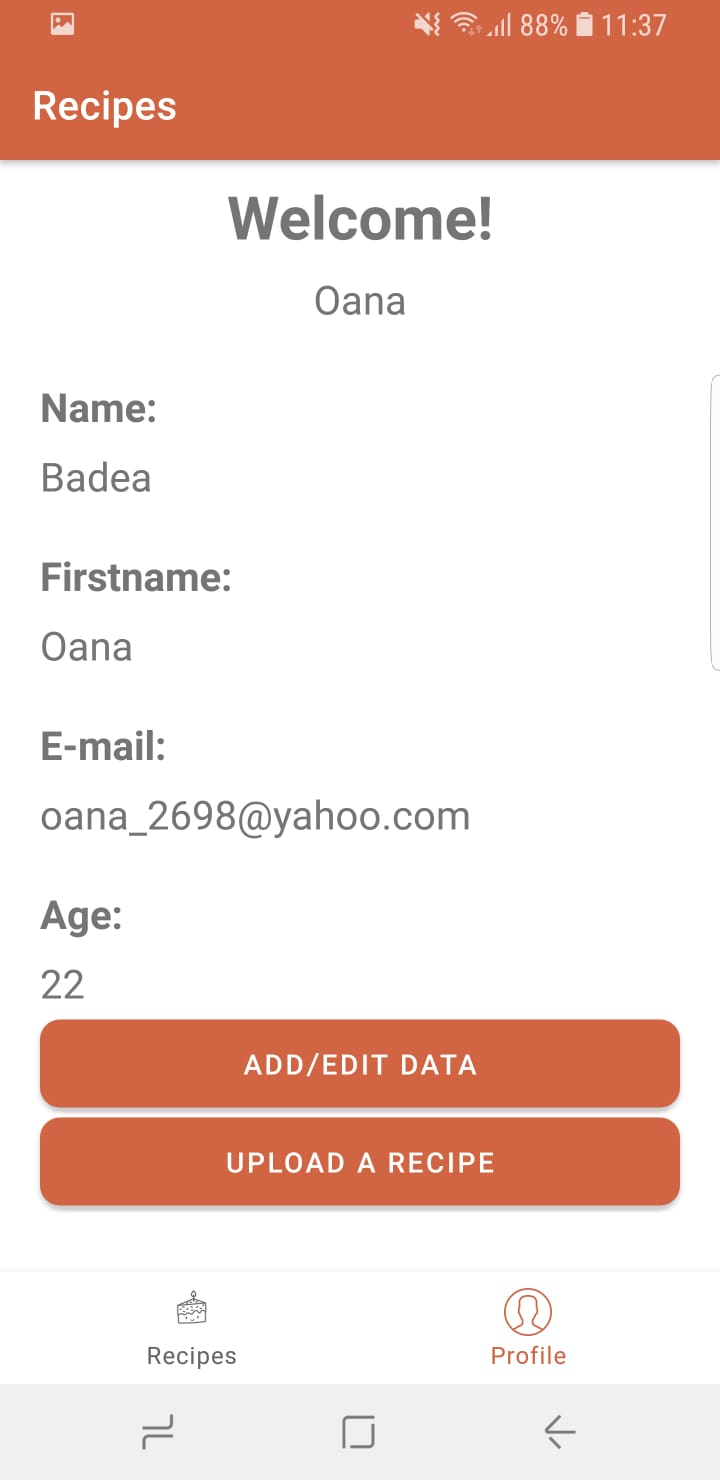 88% 11:37
Recipes
Welcome!
Oana
Name:
Badea
Firstname:
Oana
E-mail:
oana_2698@yahoo.com
Age:
22
ADD/EDIT DATA
UPLOAD A RECIPE
Recipes Profile